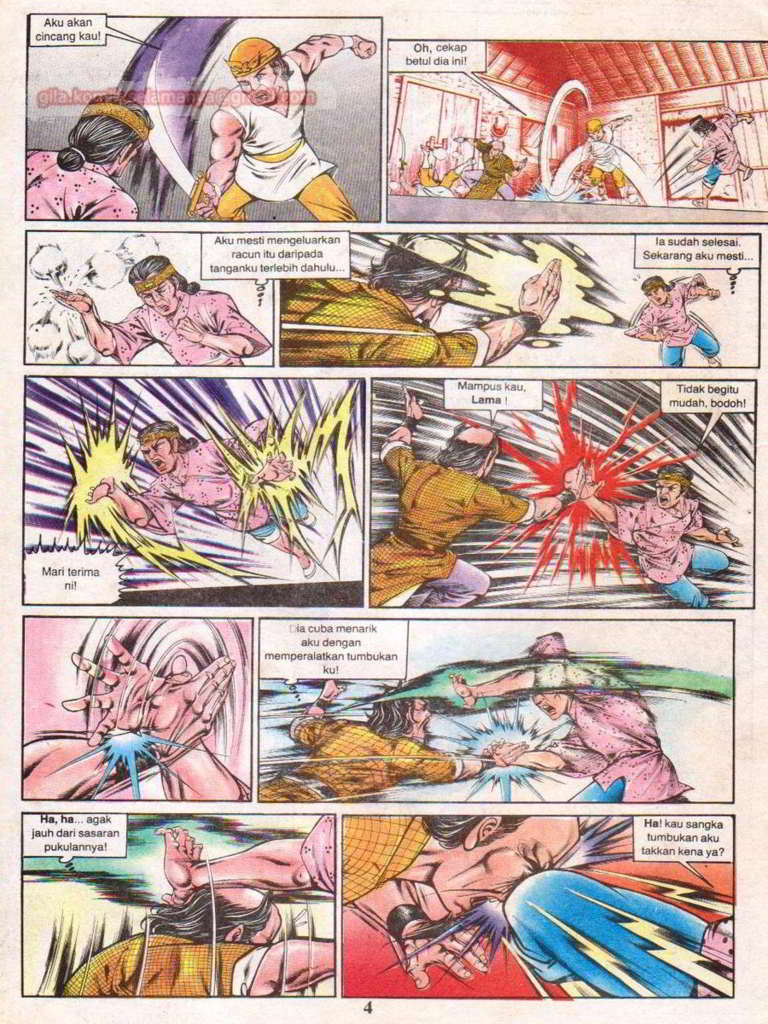 Aku akan
cincang kau!
Oh, cekap
betul dia ini!
Aku mesti mengeluarkan
racun itu daripada
tanganku terlebih dahulu...
Ia sudah selesai.
Sekarang aku mesti...
Mari terima
ni!
Mampus kau,
Lama !
Tidak begitu
mudah, bodoh!
Dia cuba menarik
aku dengan
memperalatkan tumbukan
ku!
Ha, ha... agak
jauh dari sasaran
pukulannya!
Ha! kau sangka
tumbukan aku
takkan kena ya?
4